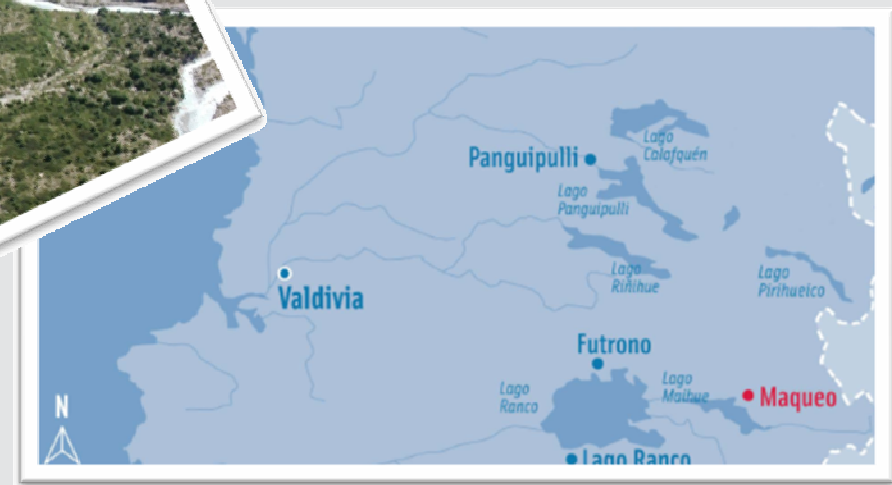 Lago
Calafquén
Panguipulli
Lago
Panguipulli
Lago
Riñihue
Lago
Pirihueico
Valdivia
Futrono
Lago
Ranco
Lago
Maihue
Maqueo
N
Lago Ranco